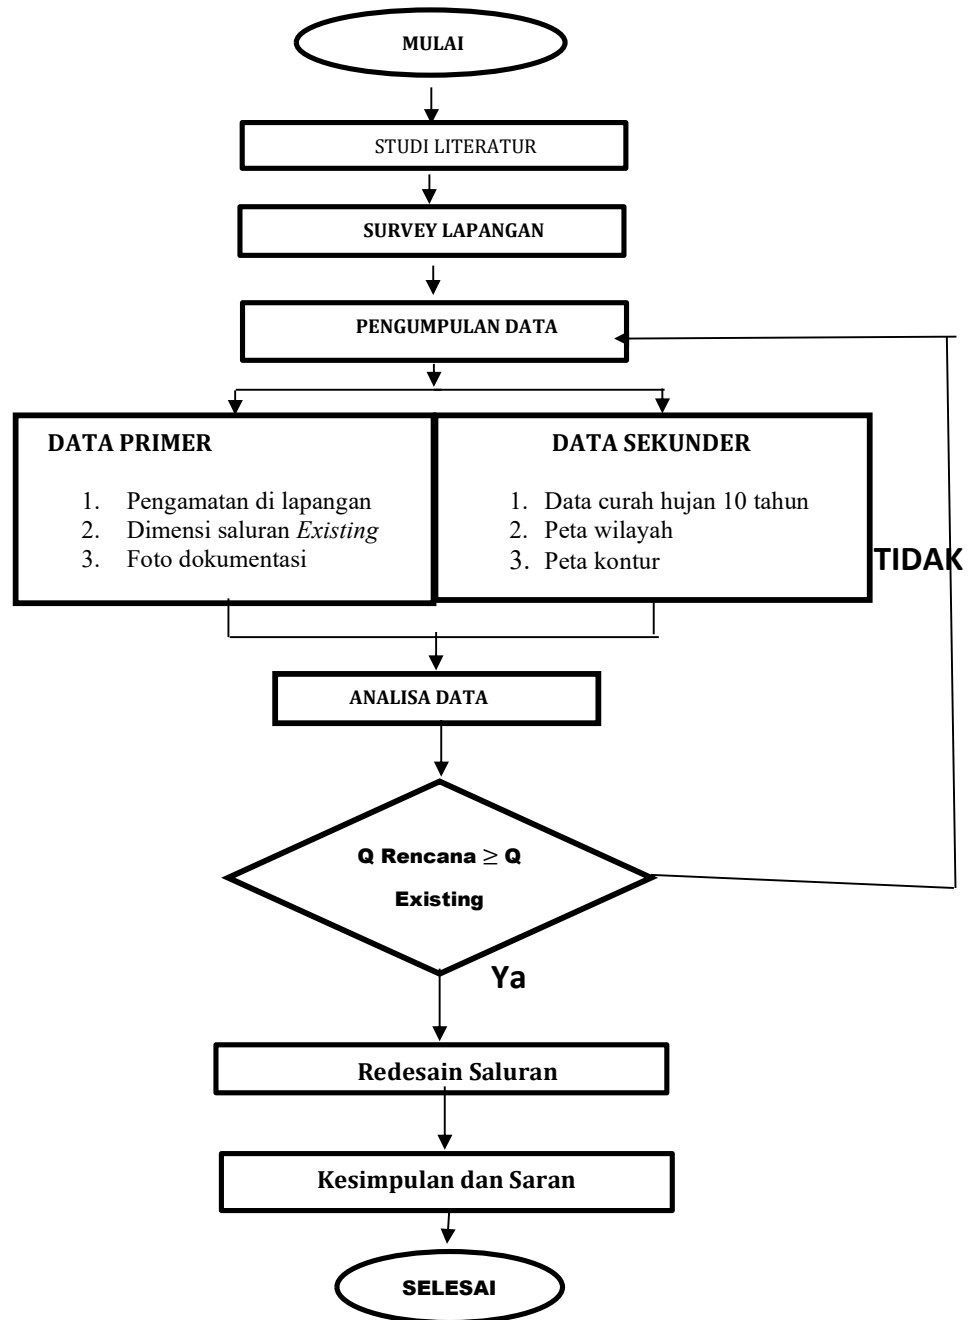 MULAI
STUDI LITERATUR
SURVEY LAPANGAN
PENGUMPULAN DATA
DATA PRIMER
1. Pengamatan di lapangan
2. Dimensi saluran Existing
3. Foto dokumentasi
DATA SEKUNDER
1. Data curah hujan 10 tahun
2. Peta wilayah
3. Peta kontur
TIDAK
ANALISA DATA
Q Rencana ≥ Q
Existing
Ya
Redesain Saluran
Kesimpulan dan Saran
SELESAI